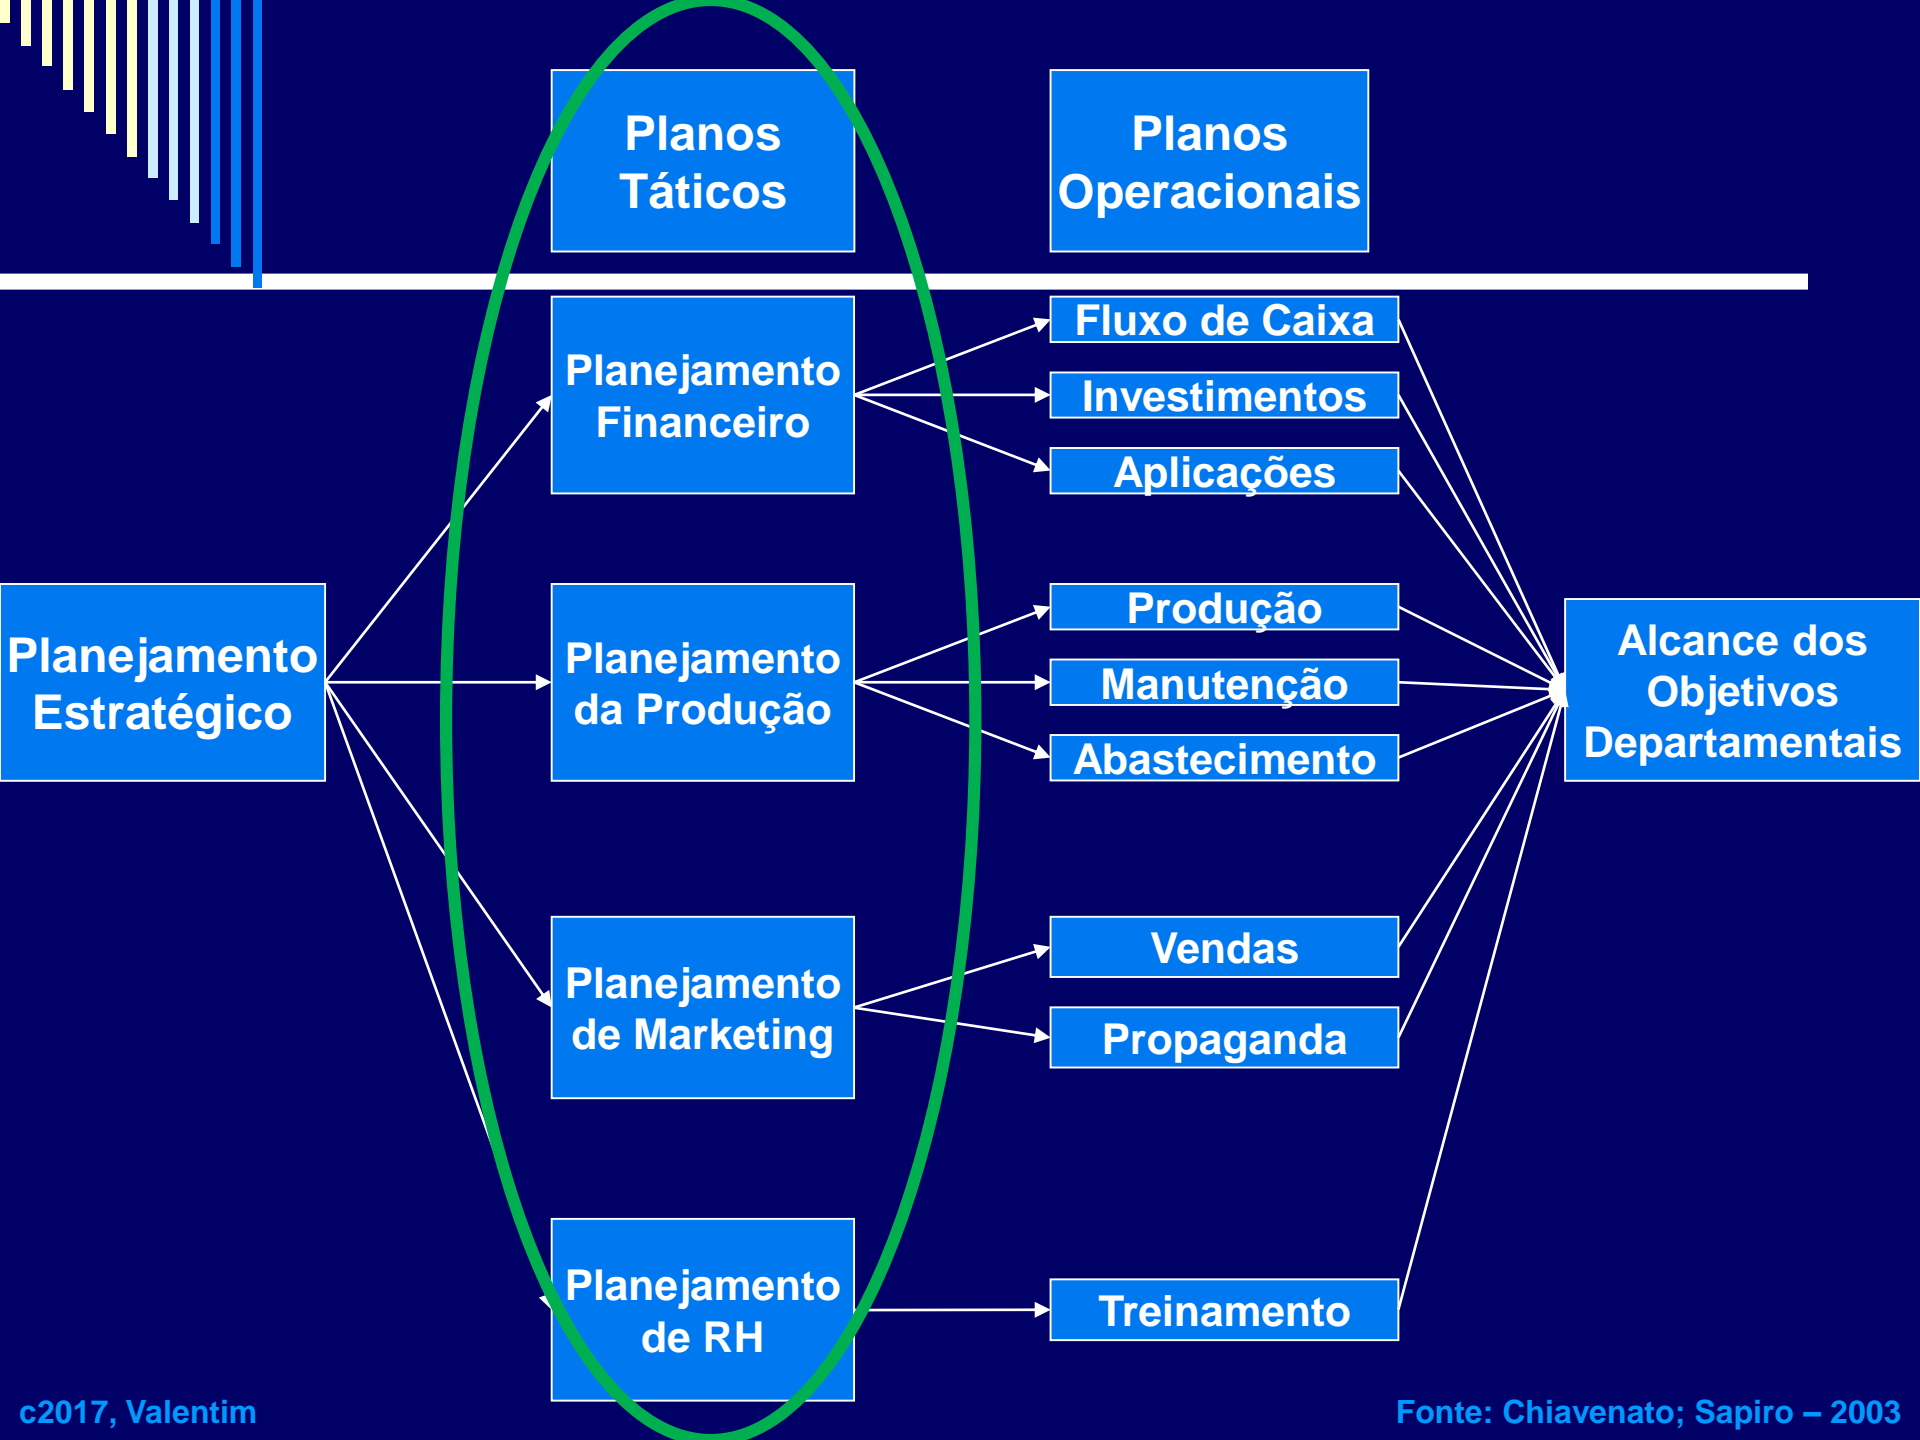 Planos
Táticos
Planos
Operacionais
Planejamento
Estratégico
Planejamento
Financeiro
Planejamento
da Produção
Planejamento
de Marketing
Planejamento
de RH
Fluxo de Caixa
Investimentos
Aplicações
Produção
Manutenção
Abastecimento
Vendas
Propaganda
Treinamento
Alcance dos
Objetivos
Departamentais
c2017, Valentim
Fonte: Chiavenato; Sapiro – 2003